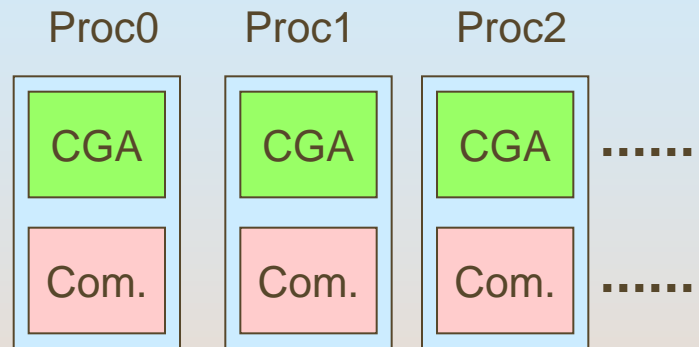 Proc0 Proc1 Proc2
CGA CGA CGA ......
Com. Com. Com. ......